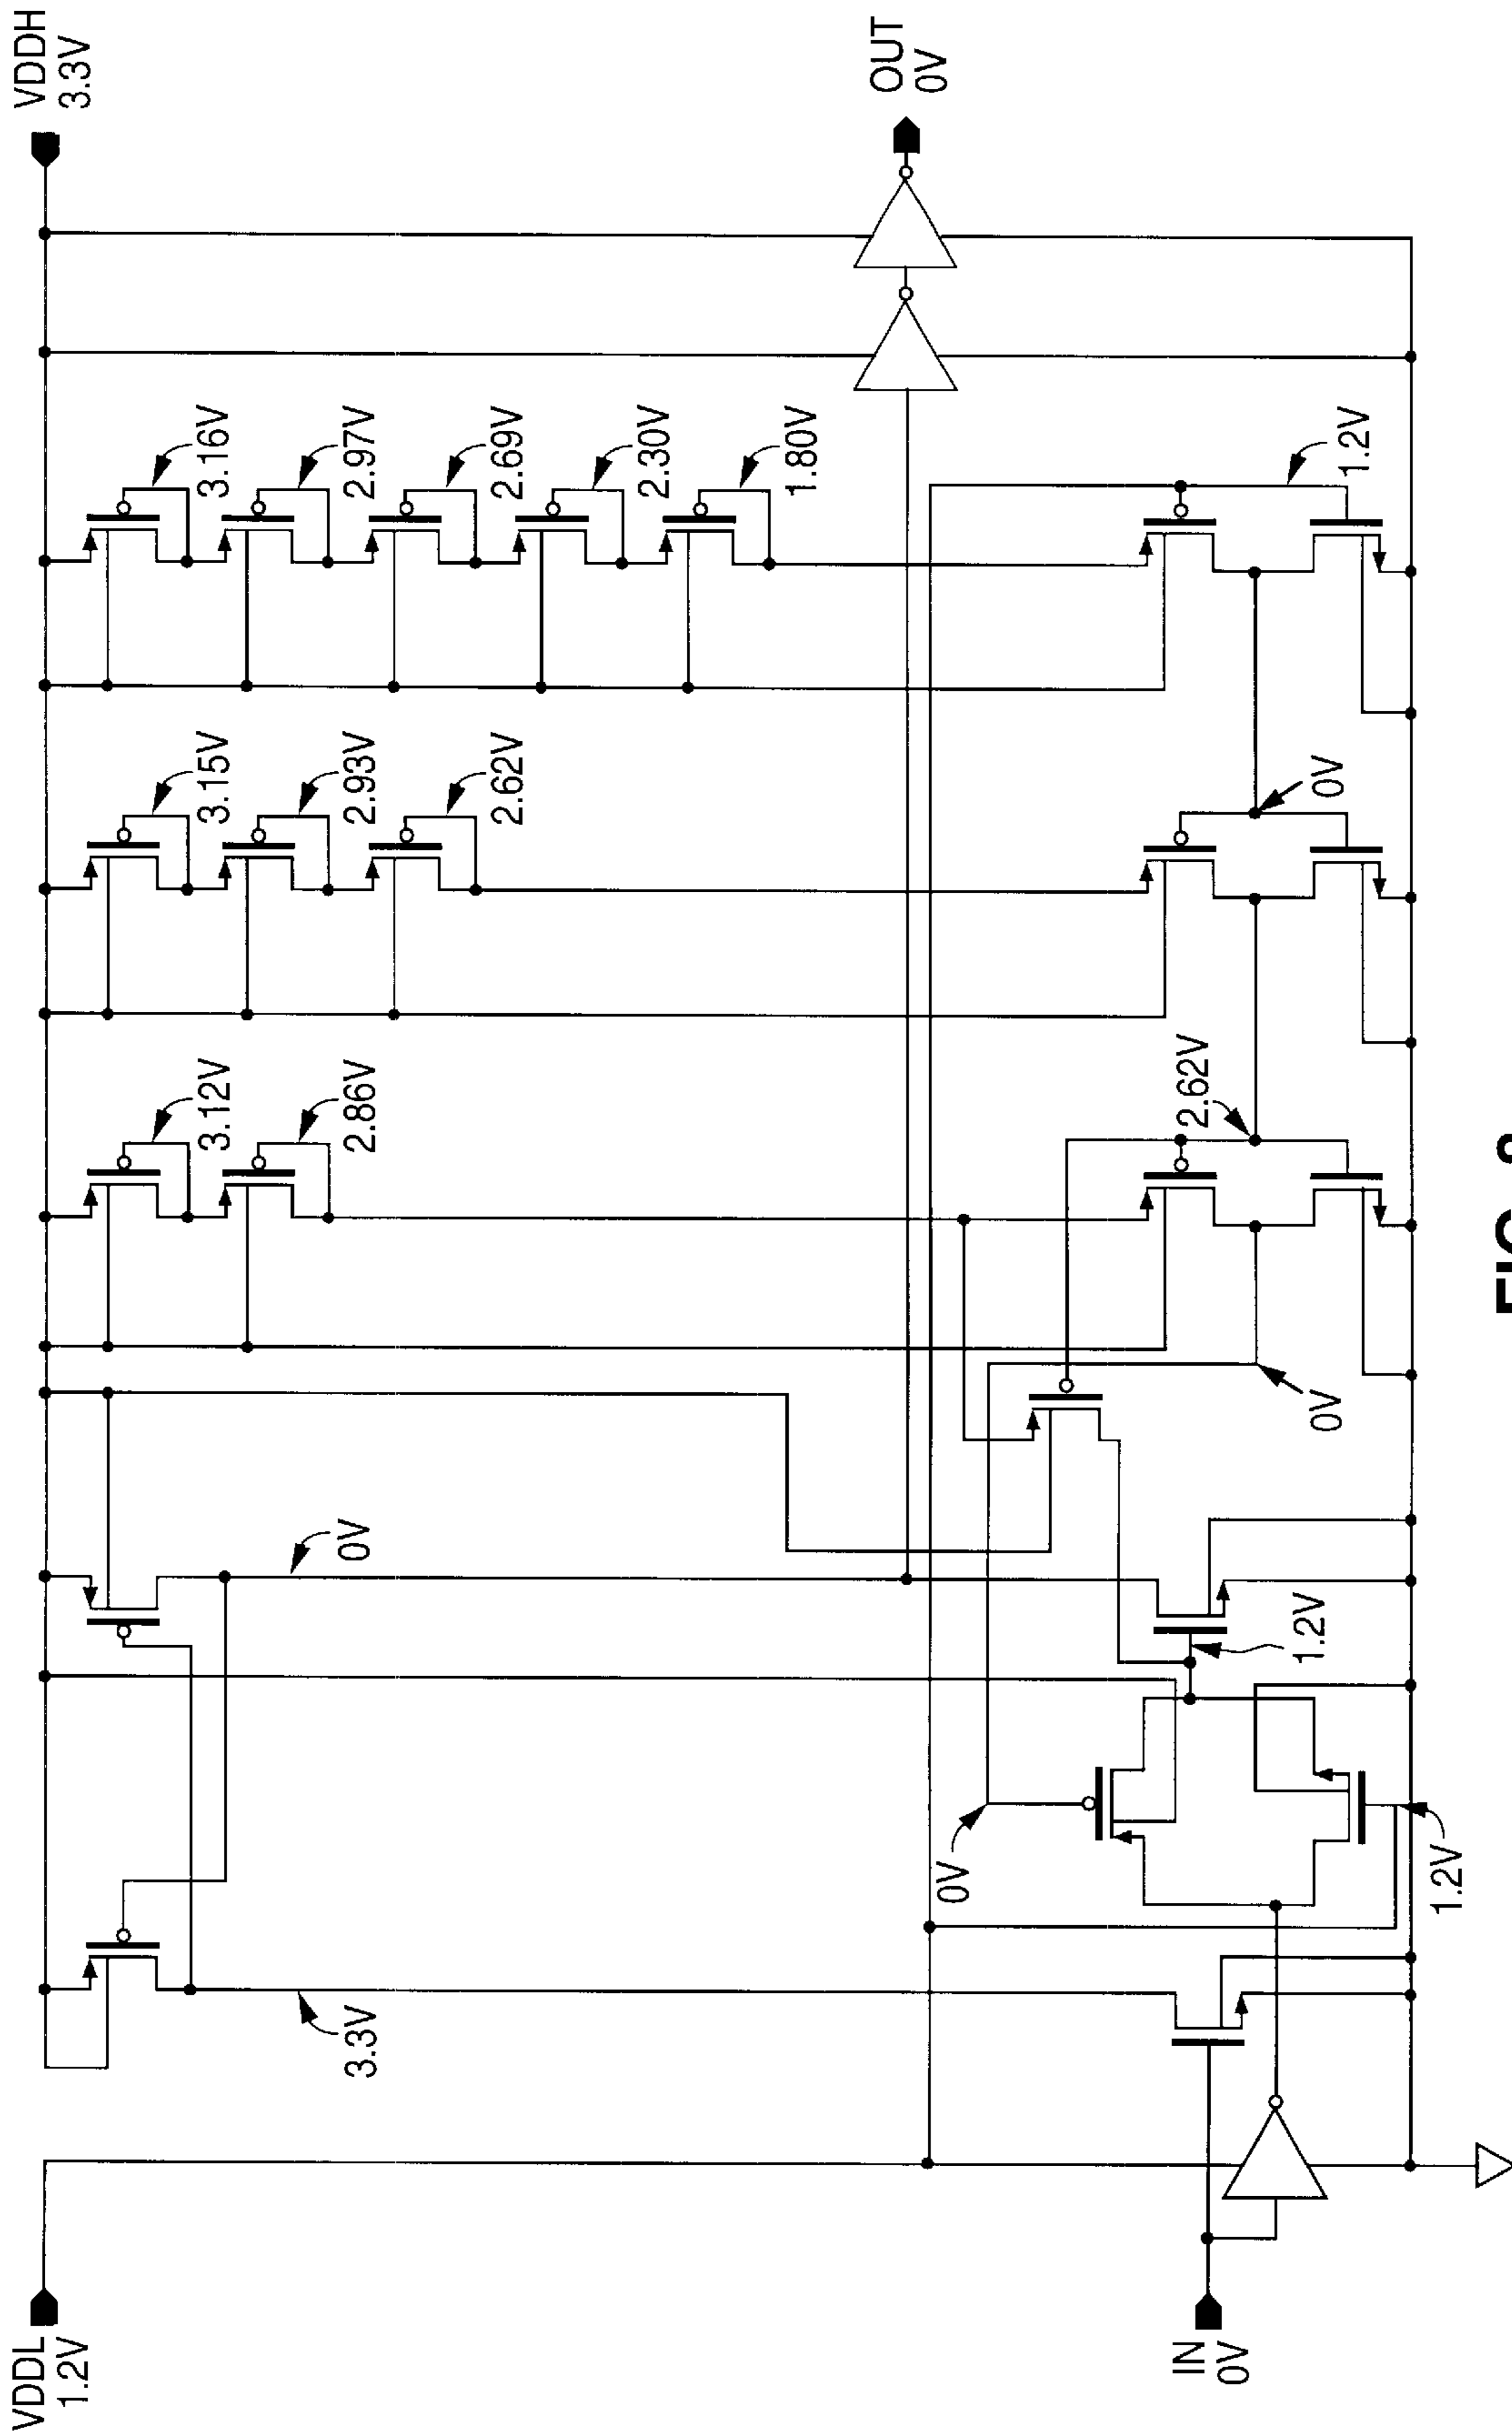 VDDL
1.2V
VDDH
3.3V
3.12V
3.15V
3.16V
3.3V
0V
2.86V
2.93V
2.97V
2.62V
2.69V
2.30V
1.80V
OUT
0V
0V
IN
0V
2.62V
1.2V
0V
0V
1.2V
1.2V
FIG.